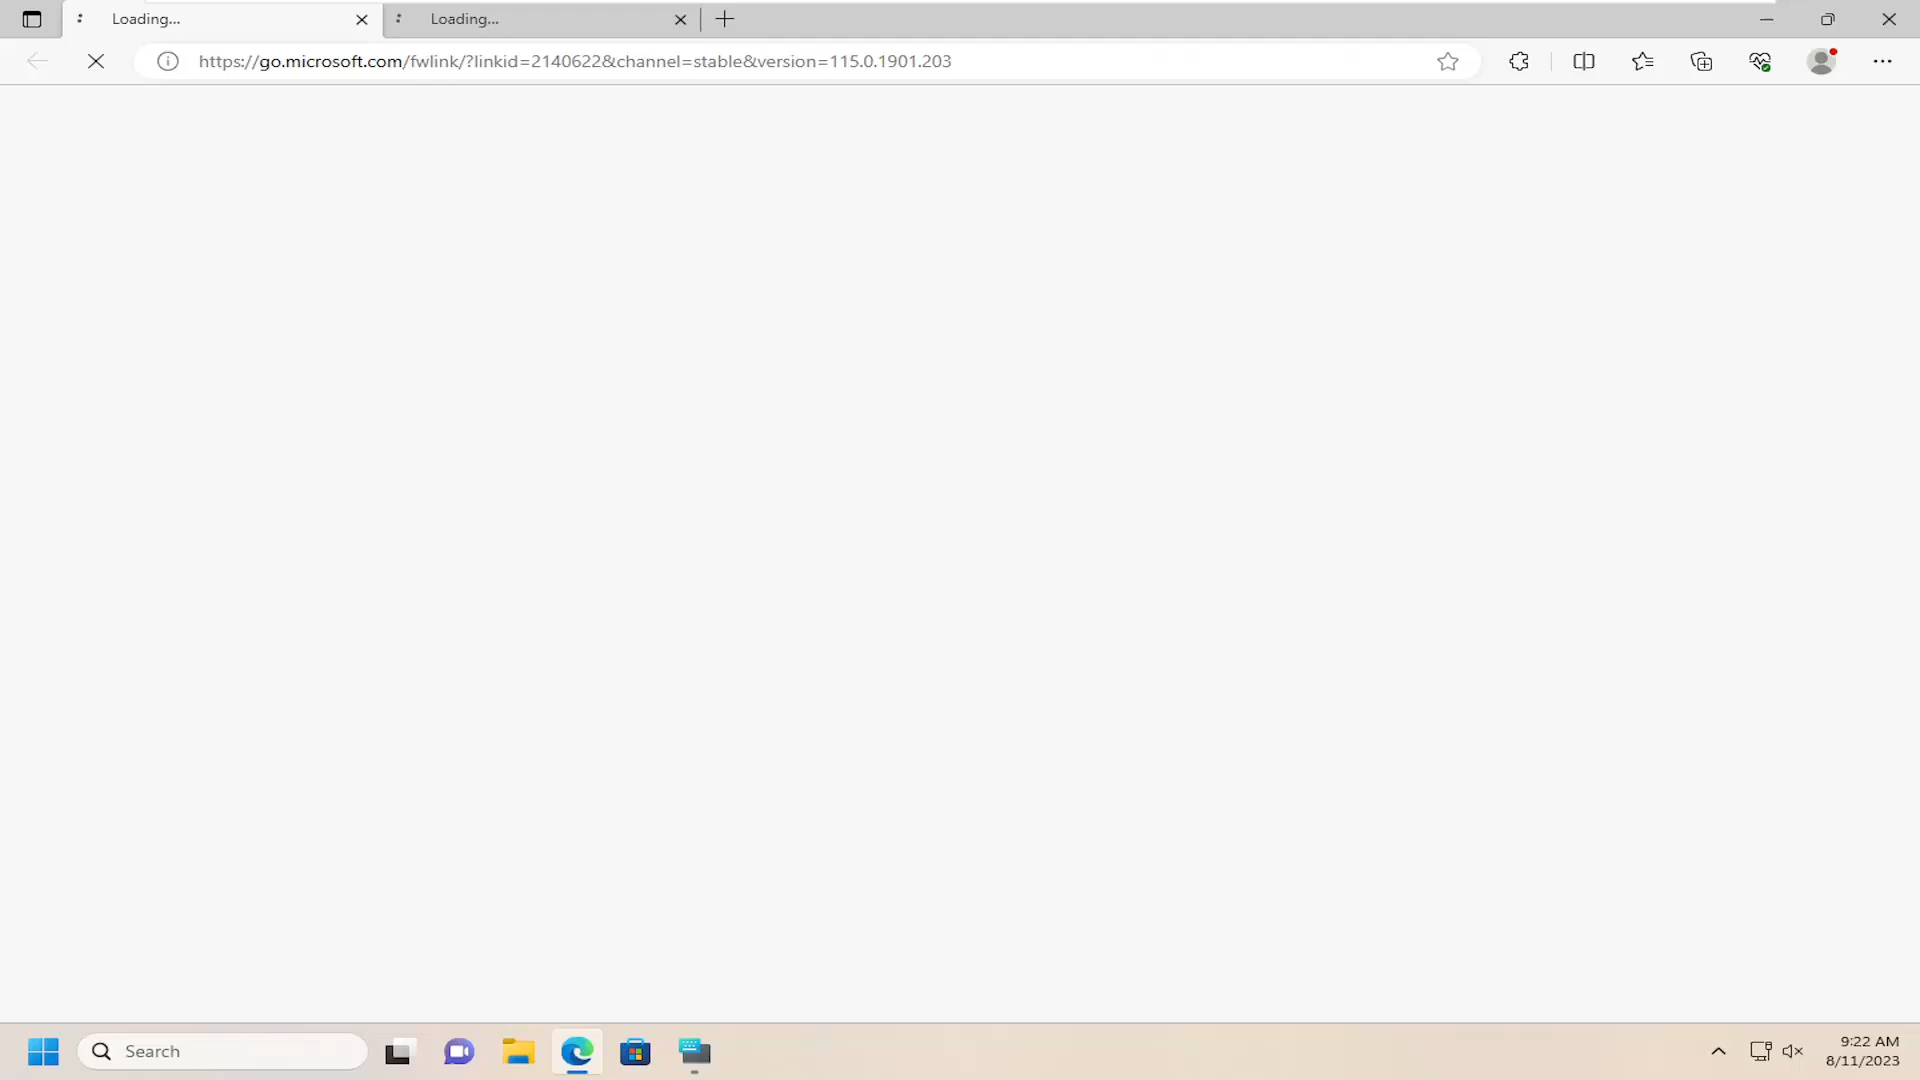 Loading...
Loading...
https://go.microsoft.com/fwlink/?linkid=2140622&channel=stable&version=115.0.1901.203
Search
9:22 AM
8/11/2023